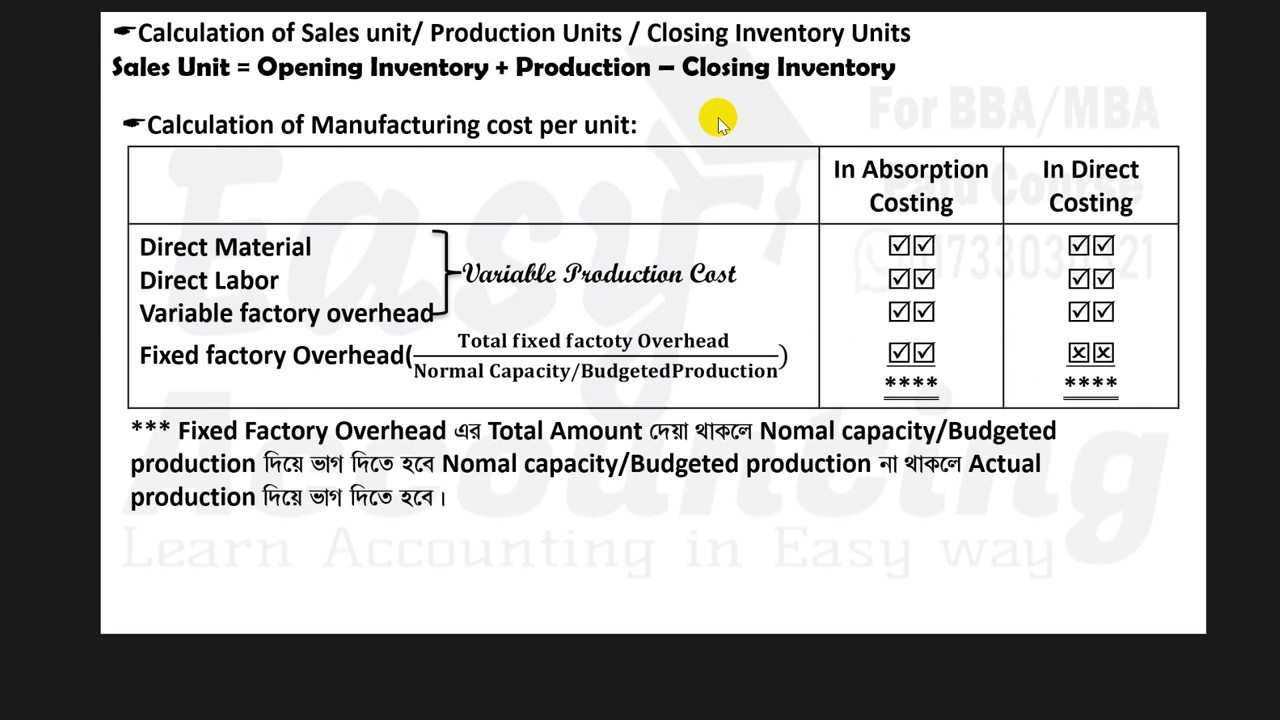 ☛Calculation of Sales unit/ Production Units / Closing Inventory Units
Sales Unit = Opening Inventory + Production – Closing Inventory
☛Calculation of Manufacturing cost per unit:
In Absorption Costing
In Direct Costing
Direct Material ☑☑ ☑☑
Direct Labor ☑☑ ☑☑
Variable Production Cost
Variable factory overhead ☑☑ ☑☑
Fixed factory Overhead(Total fixed factoty Overhead / Normal Capacity/BudgetedProduction) ☑☑ ☒☒
**** ****
*** Fixed Factory Overhead এর Total Amount দেয়া থাকলে Nomal capacity/Budgeted
production দিয়ে ভাগ দিতে হবে Nomal capacity/Budgeted production না থাকলে Actual
production দিয়ে ভাগ দিতে হবে।
For BBA/MBA
Paid Course
Easy
Accounting
Learn Accounting in Easy way